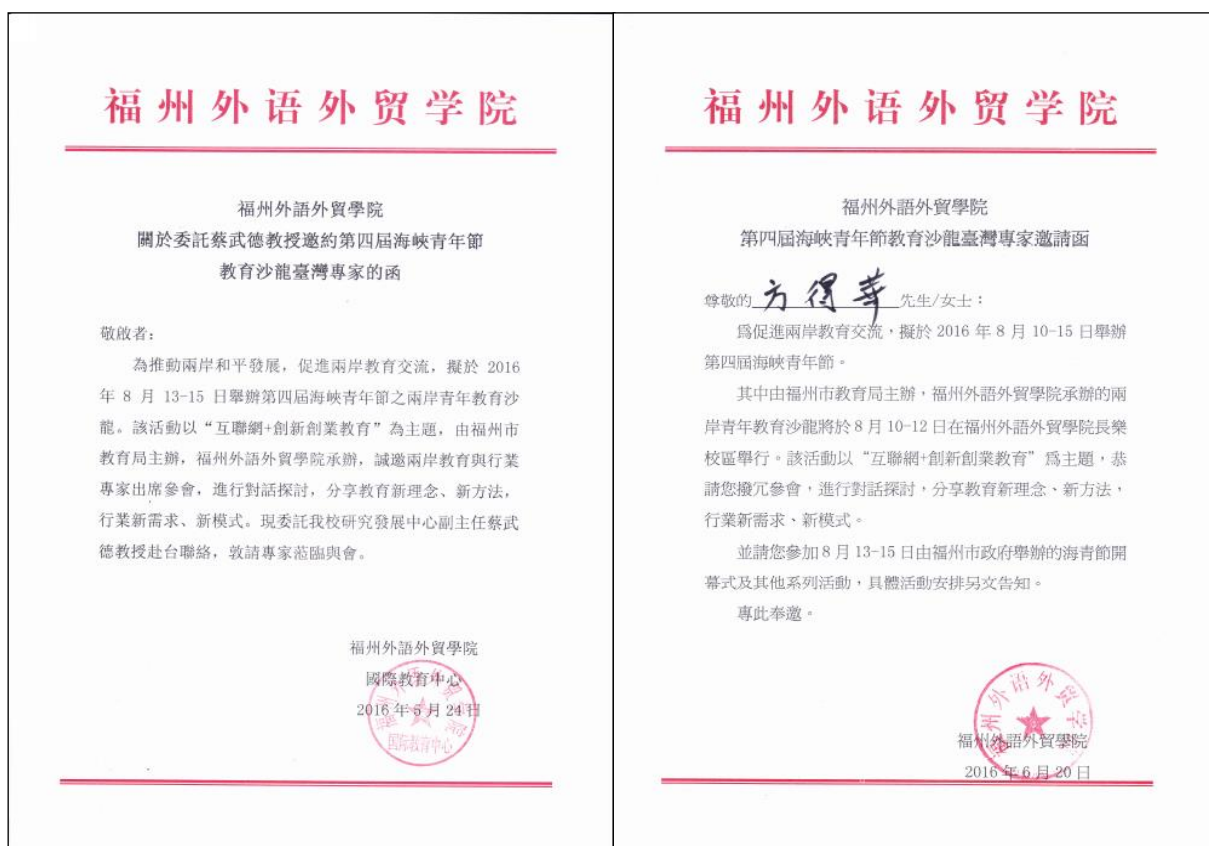 福州外语外贸学院
福州外語外貿學院
關於委託蔡武德教授邀約第四屆海峽青年節
教育沙龍臺灣專家的函
敬啟者:
為推動兩岸和平發展,促進兩岸教育交流,擬於 2016
年 8 月 13-15 日舉辦第四屆海峽青年節之兩岸青年教育沙
龍。該活動以“互聯網+創新創業教育”為主題,由福州市
教育局主辦,福州外語外貿學院承辦,誠邀兩岸教育與行業
專家出席參會,進行對話探討,分享教育新理念、新方法,
行業新需求、新模式。現委託我校研究發展中心副主任蔡武
德教授赴台聯絡,敦請專家蒞臨與會。
福州外語外貿學院
國際教育中心
2016 年 5 月 24 日
福州外语外贸学院
国际教育中心
福州外语外贸学院
福州外語外貿學院
第四屆海峽青年節教育沙龍臺灣專家邀請函
尊敬的 方得華 先生/女士:
爲促進兩岸教育交流,擬於 2016 年 8 月 10-15 日舉辦
第四屆海峽青年節。
其中由福州市教育局主辦,福州外語外貿學院承辦的兩
岸青年教育沙龍將於 8 月 10-12 日在福州外語外貿學院長樂
校區舉行。該活動以“互聯網+創新創業教育”爲主題,恭
請您撥冗參會,進行對話探討,分享教育新理念、新方法,
行業新需求、新模式。
並請您參加 8 月 13-15 日由福州市政府舉辦的海青節開
幕式及其他系列活動,具體活動安排另文告知。
專此奉邀。
福州外语外贸学院
福州外語外貿學院
2016 年 6 月 20 日